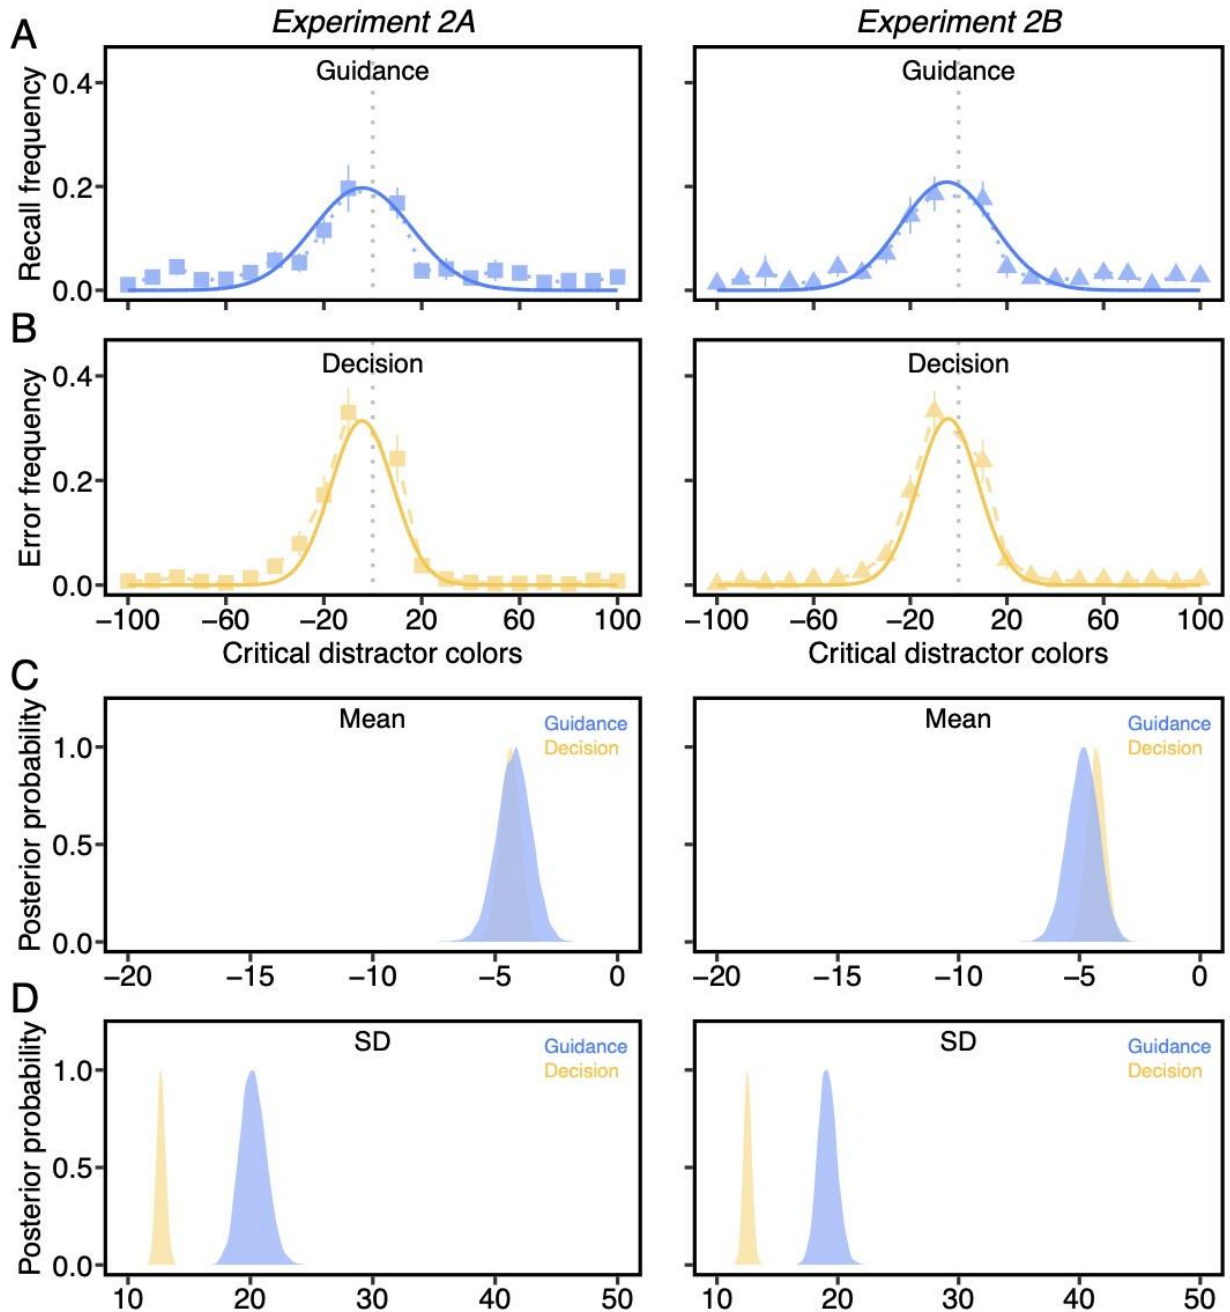 Experiment 2A
Experiment 2B
A
Guidance
Guidance
Recall frequency
0.4
0.2
0.0
B
Decision
Decision
Error frequency
0.4
0.2
0.0
−100 −60 −20 20 60 100
−100 −60 −20 20 60 100
Critical distractor colors
Critical distractor colors
C
Mean
Mean
Guidance
Decision
Guidance
Decision
Posterior probability
1.0
0.5
0.0
−20 −15 −10 −5 0
−20 −15 −10 −5 0
D
SD
SD
Guidance
Decision
Guidance
Decision
Posterior probability
1.0
0.5
0.0
10 20 30 40 50
10 20 30 40 50